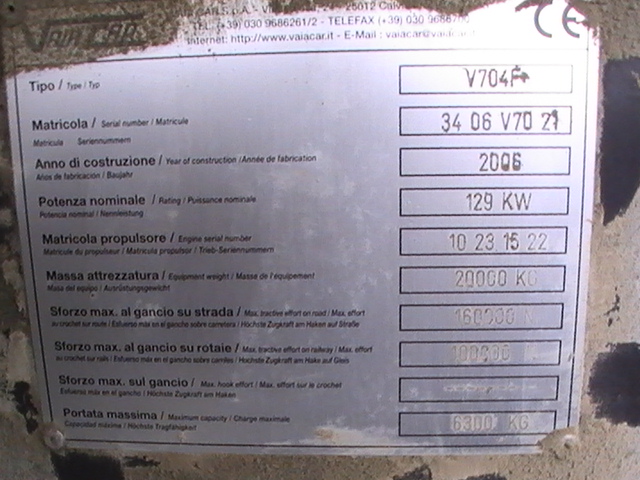 VAIA CAR
TEL. (+39) 030 9686261/2 - TELEFAX (+39) 030
Internet: http://www.vaiacar.it - E-Mail:
CE
Tipo / Type / Typ V704F
Matricola / Serial number / Matricule 34 06 V70 21
Matrícula Seriennummern
Anno di costruzione / Year of construction / Année de fabrication 2006
Años de fabricación / Baujahr
Potenza nominale / Rating / Puissance nominale 129 KW
Potencia nominal / Nennleistung
Matricola propulsore / Engine serial number 10 23 15 22
Matricule du propulseur / Matrícula propulsor / Trieb-Seriennummern
Massa attrezzatura / Equipment weight / Masse de l'equipement 20000 KG
Masa del equipo / Ausrüstungsgewicht
Sforzo max. al gancio su strada / Max. tractive effort on road / Max. effort 160000 N
au crochet sur route / Esfuerzo máx en el gancho sobre carretera / Höchste Zugkraft am Haken auf Straße
Sforzo max. al gancio su rotaie / Max. tractive effort on railway / Max. effort 100000
au crochet sur rails / Esfuerzo máx en el gancho sobre carriles / Höchste Zugkraft am Hake auf Gleis
Sforzo max. sul gancio / Max. hook effort / Max. effort sur le crochet
Esfuerzo máx en el gancho / Höchste Zugkraft am Haken
Portata massima / Maximum capacity / Charge maximale 6300 KG
Capacidad máxima / Höchste Tragfähigkeit